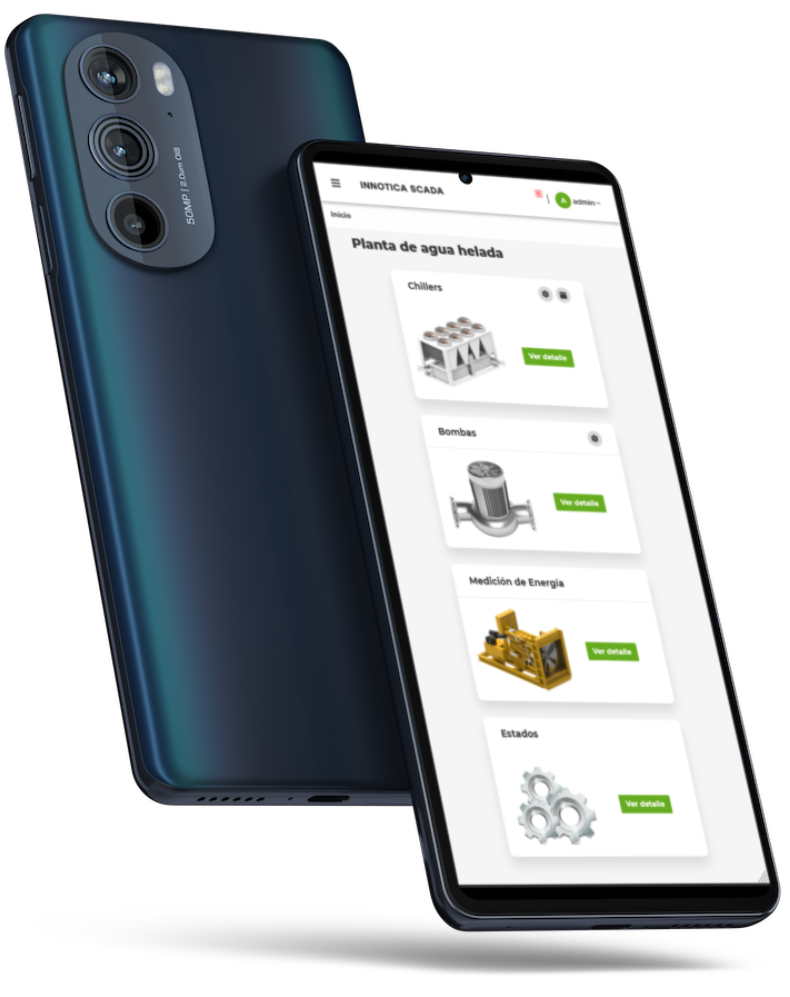 50MP | 2.0um OIS
INNOTICA SCADA
A admin
Inicio
Planta de agua helada
Chillers
Ver detalle
Bombas
Ver detalle
Medición de Energía
Ver detalle
Estados
Ver detalle